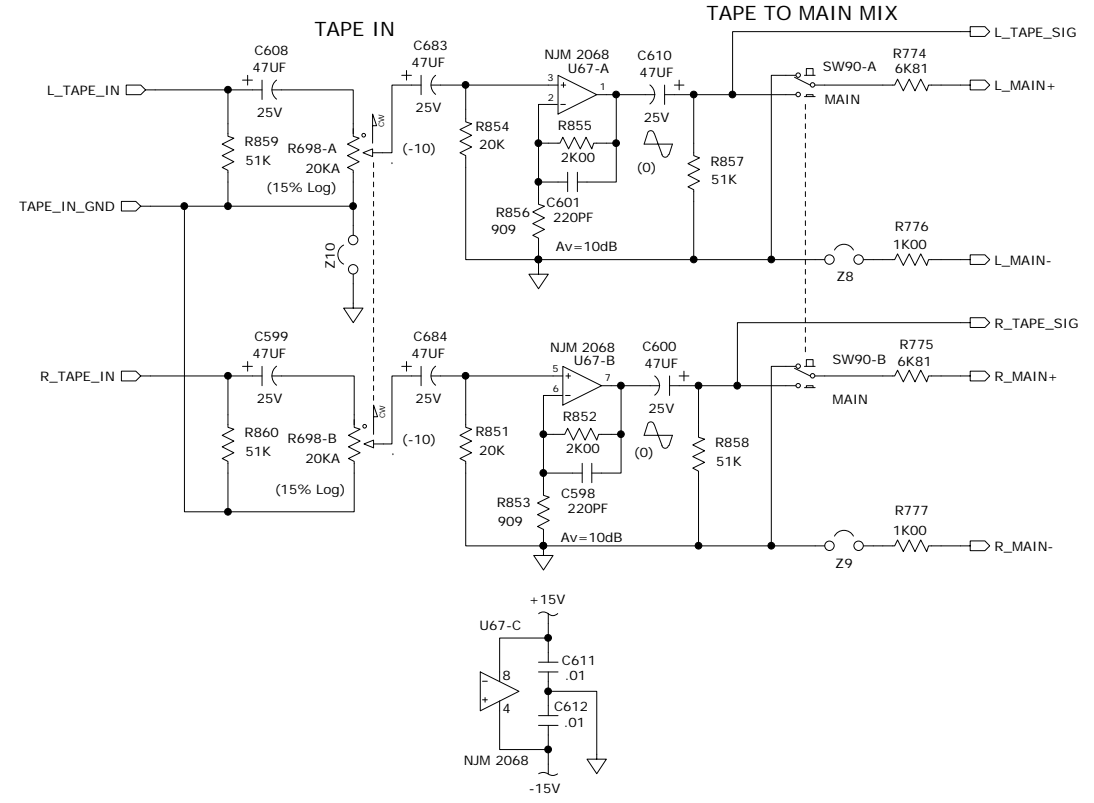 TAPE IN
TAPE TO MAIN MIX
L_TAPE_SIG
C608
47UF
+
25V
C683
47UF
+
25V
NJM 2068
U67-A
3
+
2
–
1
C610
47UF
+
25V
SW90-A
MAIN
R774
6K81
L_MAIN+
L_TAPE_IN
R859
51K
R698-A
20KA
(15% Log)
CW
(-10)
R854
20K
R855
2K00
C601
220PF
R856
909
(0)
R857
51K
Av=10dB
TAPE_IN_GND
Z10
R776
1K00
Z8
L_MAIN-
R_TAPE_SIG
C599
47UF
+
25V
C684
47UF
+
25V
NJM 2068
U67-B
5
+
6
–
7
C600
47UF
+
25V
SW90-B
MAIN
R775
6K81
R_MAIN+
R_TAPE_IN
R860
51K
R698-B
20KA
(15% Log)
CW
(-10)
R851
20K
R852
2K00
C598
220PF
R853
909
(0)
R858
51K
Av=10dB
R777
1K00
Z9
R_MAIN-
+15V
U67-C
8
–
+
4
C611
.01
C612
.01
NJM 2068
-15V